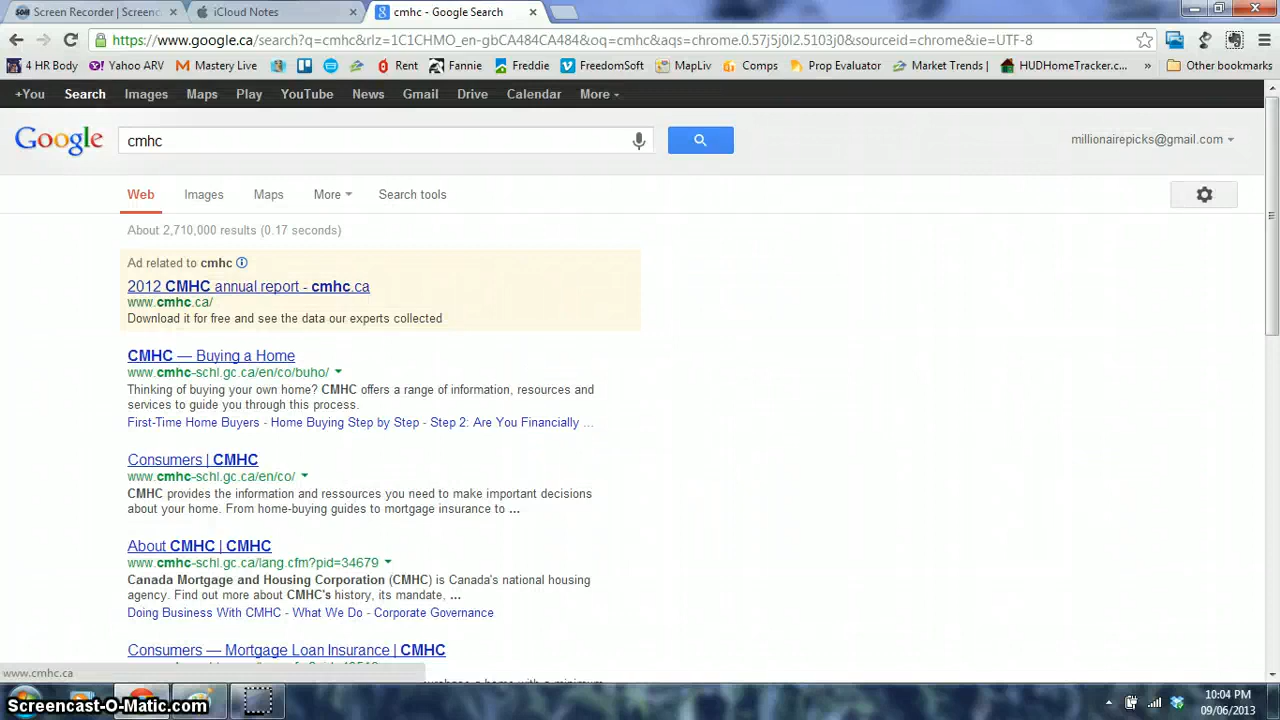 Screen Recorder | Screenc
iCloud Notes
cmhc - Google Search
https://www.google.ca/search?q=cmhc&rlz=1C1CHMO_en-gbCA484CA484&oq=cmhc&aqs=chrome.0.57j5j0l2.5103j0&sourceid=chrome&ie=UTF-8
4 HR Body
Yahoo ARV
Mastery Live
Rent
Fannie
Freddie
FreedomSoft
MapLiv
Comps
Prop Evaluator
Market Trends |
HUDHomeTracker.c...
»
Other bookmarks
+You Search Images Maps Play YouTube News Gmail Drive Calendar More
Google
cmhc
millionairepicks@gmail.com
Web Images Maps More Search tools
About 2,710,000 results (0.17 seconds)
Ad related to cmhc
2012 CMHC annual report - cmhc.ca
www.cmhc.ca/
Download it for free and see the data our experts collected
CMHC — Buying a Home
www.cmhc-schl.gc.ca/en/co/buho/
Thinking of buying your own home? CMHC offers a range of information, resources and
services to guide you through this process.
First-Time Home Buyers - Home Buying Step by Step - Step 2: Are You Financially ...
Consumers | CMHC
www.cmhc-schl.gc.ca/en/co/
CMHC provides the information and ressources you need to make important decisions
about your home. From home-buying guides to mortgage insurance to ...
About CMHC | CMHC
www.cmhc-schl.gc.ca/lang.cfm?pid=34679
Canada Mortgage and Housing Corporation (CMHC) is Canada's national housing
agency. Find out more about CMHC's history, its mandate, ...
Doing Business With CMHC - What We Do - Corporate Governance
Consumers — Mortgage Loan Insurance | CMHC
www.cmhc.ca
Screencast-O-Matic.com
10:04 PM
09/06/2013